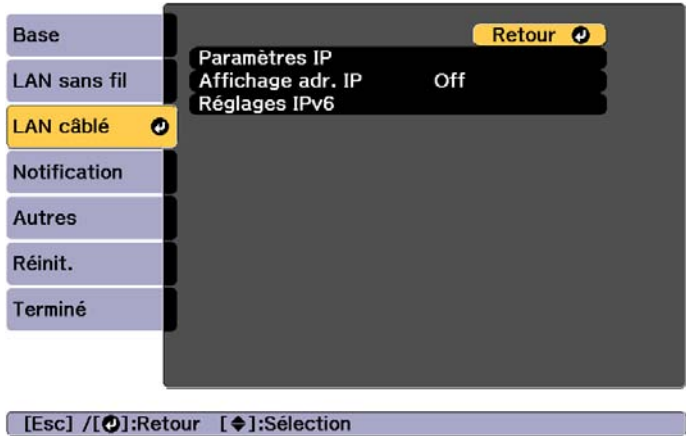 Base
LAN sans fil
LAN câblé
Notification
Autres
Réinit.
Terminé
Retour
Paramètres IP
Affichage adr. IP Off
Réglages IPv6
[Esc] /[⏎]:Retour [◆]:Sélection